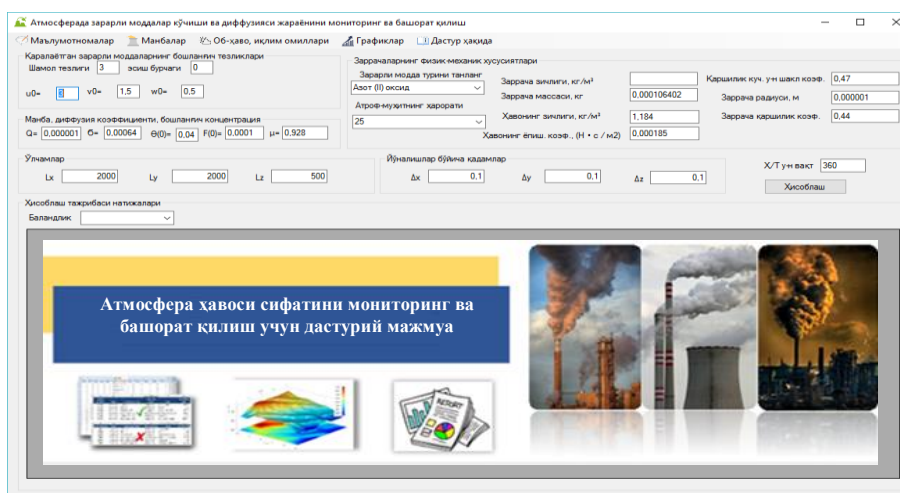 Атмосферада зарарли моддалар кўчиши ва диффузияси жараёнини мониторинг ва башорат қилиш
Маълумотномалар Манбалар Об-ҳаво, иқлим омиллари Графиклар Дастур ҳақида
Қаралаётган зарарли моддаларнинг бошланғич тезликлари
Шамол тезлиги 3 эсиш бурчаги 0
u0= 3 v0= 1,5 w0= 0,5
Манба, диффузия коэффициенти, бошланғич концентрация
Q= 0,000001 б= 0.00064 Θ(0)= 0,04 F(0)= 0.0001 μ= 0.928
Заррачаларнинг физик-механик хусусиятлари
Зарарли модда турини танланг
Азот (II) оксид
Атроф-муҳитнинг ҳарорати
25
Заррача зичлиги, кг/м³
Заррача массаси, кг 0.000106402
Ҳавонинг зичлиги, кг/м³ 1,184
Ҳавонинг ёпиш. коэф., (Н • с / м2) 0,000185
Қаршилик куч. ун шакл коэф. 0,47
Заррача радиуси, м 0,000001
Заррача қаршилик коэф. 0,44
Ўлчамлар
Lx 2000 Ly 2000 Lz 500
Йўналишлар бўйича қадамлар
Δx 0,1 Δy 0,1 Δz 0,1
Х/Т ун вакт 360
Ҳисоблаш
Ҳисоблаш тажрибаси натижалари
Баландлик
Атмосфера ҳавоси сифатини мониторинг ва
башорат қилиш учун дастурий мажмуа
REPORT